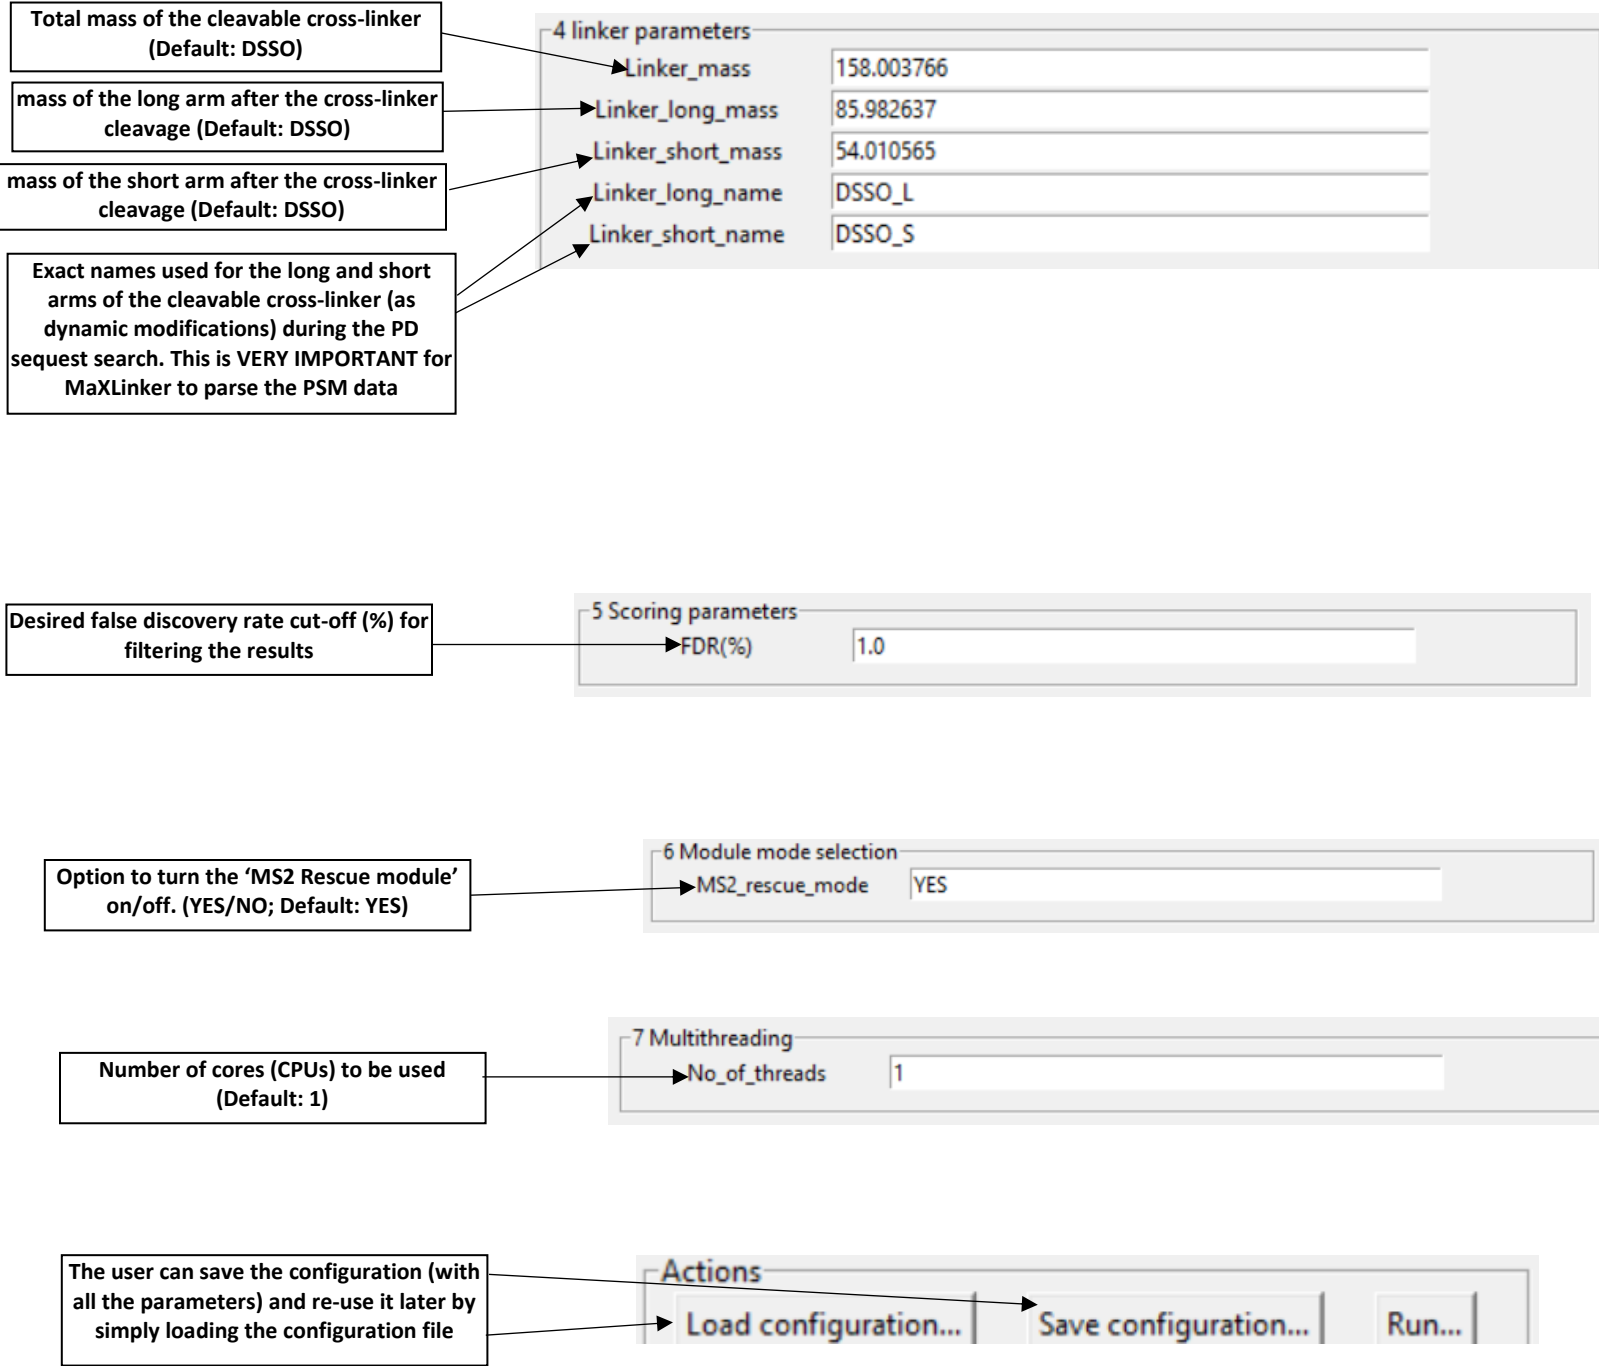 Total mass of the cleavable cross-linker
(Default: DSSO)
mass of the long arm after the cross-linker
cleavage (Default: DSSO)
mass of the short arm after the cross-linker
cleavage (Default: DSSO)
Exact names used for the long and short
arms of the cleavable cross-linker (as
dynamic modifications) during the PD
sequest search. This is VERY IMPORTANT for
MaXLinker to parse the PSM data
4 linker parameters
Linker_mass 158.003766
Linker_long_mass 85.982637
Linker_short_mass 54.010565
Linker_long_name DSSO_L
Linker_short_name DSSO_S
Desired false discovery rate cut-off (%) for
filtering the results
5 Scoring parameters
FDR(%) 1.0
Option to turn the ‘MS2 Rescue module’
on/off. (YES/NO; Default: YES)
6 Module mode selection
MS2_rescue_mode YES
Number of cores (CPUs) to be used
(Default: 1)
7 Multithreading
No_of_threads 1
The user can save the configuration (with
all the parameters) and re-use it later by
simply loading the configuration file
Actions
Load configuration... Save configuration... Run...